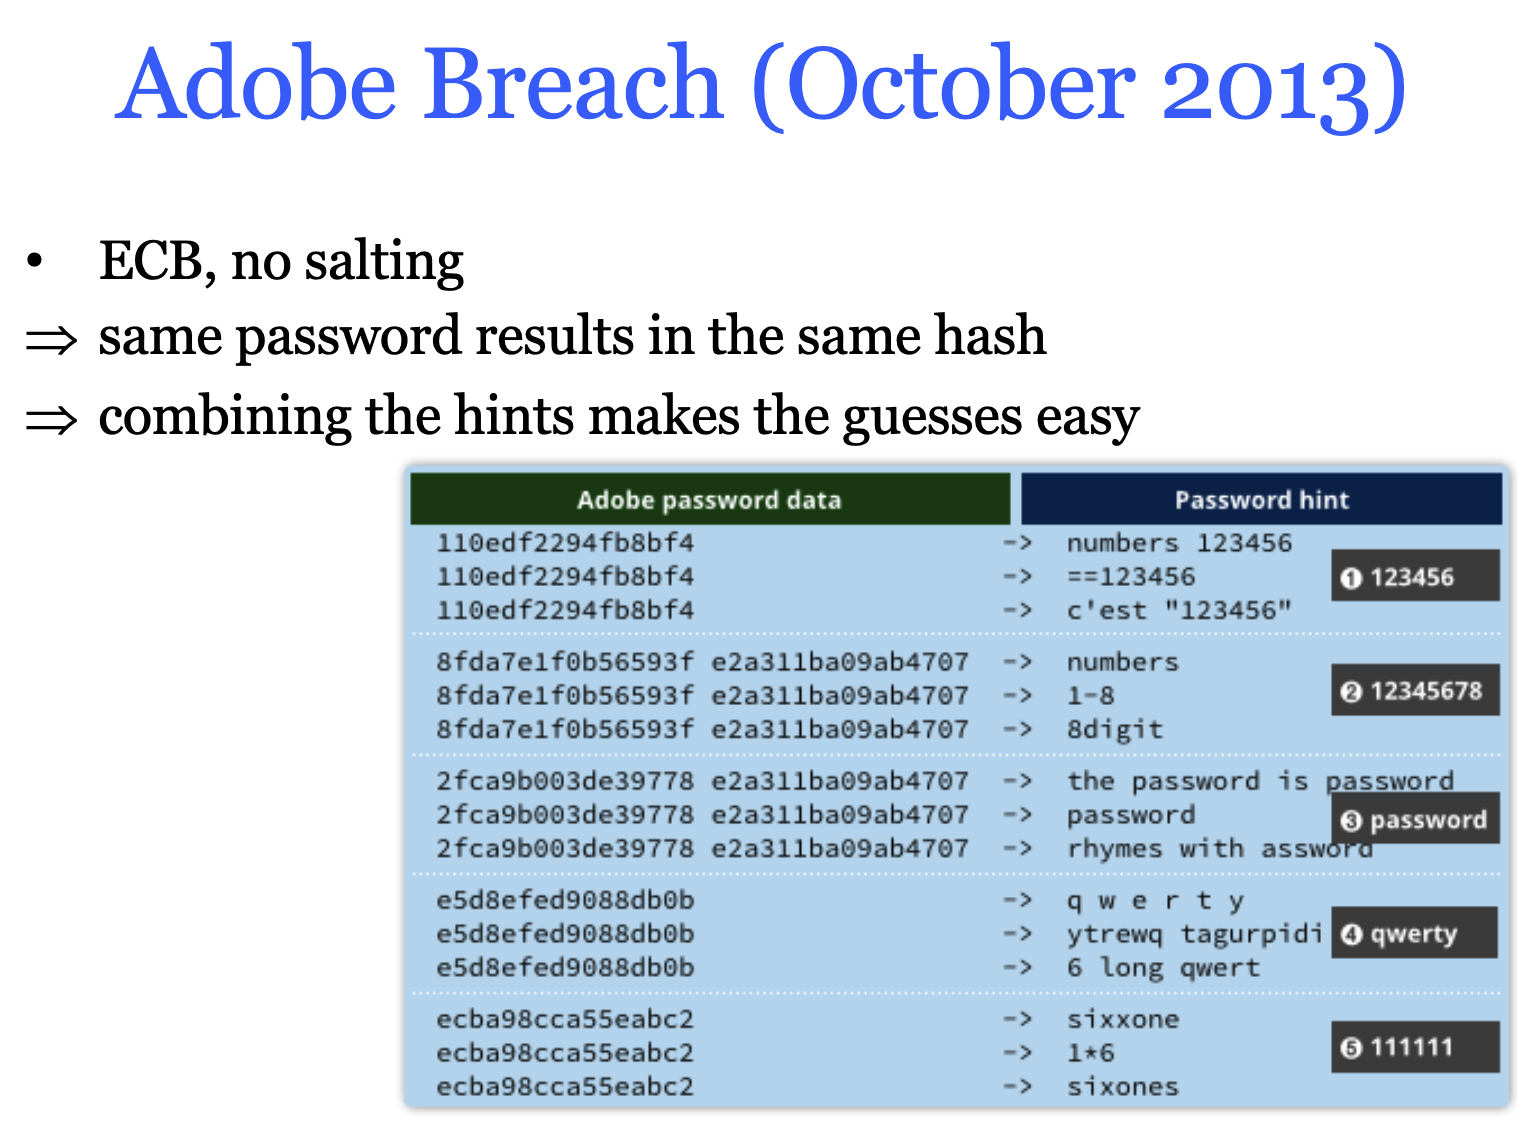 Adobe Breach (October 2013)
• ECB, no salting
⇒ same password results in the same hash
⇒ combining the hints makes the guesses easy
Adobe password data Password hint
110edf2294fb8bf4 -> numbers 123456
110edf2294fb8bf4 -> ==123456
110edf2294fb8bf4 -> c'est "123456"
❶ 123456
8fda7e1f0b56593f e2a311ba09ab4707 -> numbers
8fda7e1f0b56593f e2a311ba09ab4707 -> 1-8
8fda7e1f0b56593f e2a311ba09ab4707 -> 8digit
❷ 12345678
2fca9b003de39778 e2a311ba09ab4707 -> the password is password
2fca9b003de39778 e2a311ba09ab4707 -> password
2fca9b003de39778 e2a311ba09ab4707 -> rhymes with assword
❸ password
e5d8efed9088db0b -> q w e r t y
e5d8efed9088db0b -> ytrewq tagurpidi
e5d8efed9088db0b -> 6 long qwert
❹ qwerty
ecba98cca55eabc2 -> sixxone
ecba98cca55eabc2 -> 1*6
ecba98cca55eabc2 -> sixones
❺ 111111